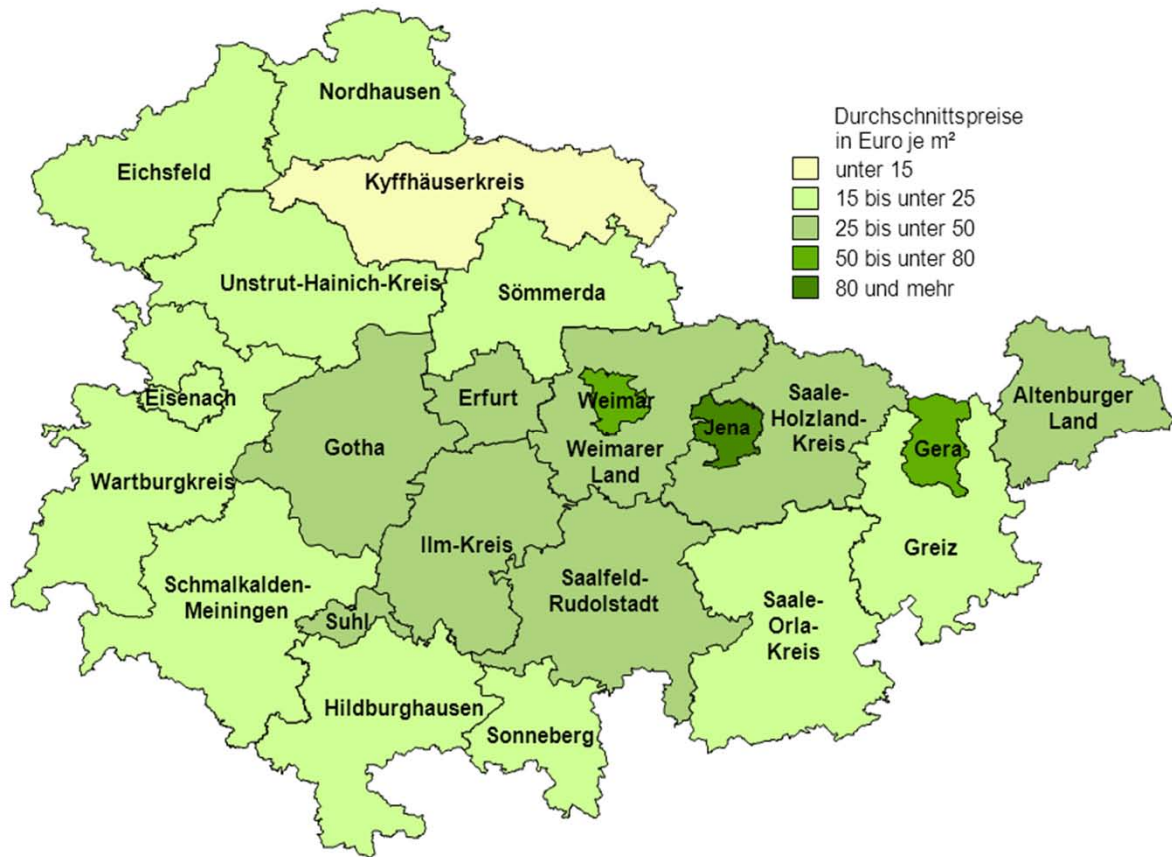 Nordhausen
Eichsfeld
Kyffhäuserkreis
Durchschnittspreise
in Euro je m²
unter 15
15 bis unter 25
25 bis unter 50
50 bis unter 80
80 und mehr
Unstrut-Hainich-Kreis
Sömmerda
Eisenach
Erfurt
Weimar
Saale-
Holzland-
Kreis
Altenburger
Land
Jena
Gotha
Weimarer
Land
Gera
Wartburgkreis
Ilm-Kreis
Greiz
Schmalkalden-
Meiningen
Saalfeld-
Rudolstadt
Saale-
Orla-
Kreis
Suhl
Hildburghausen
Sonneberg